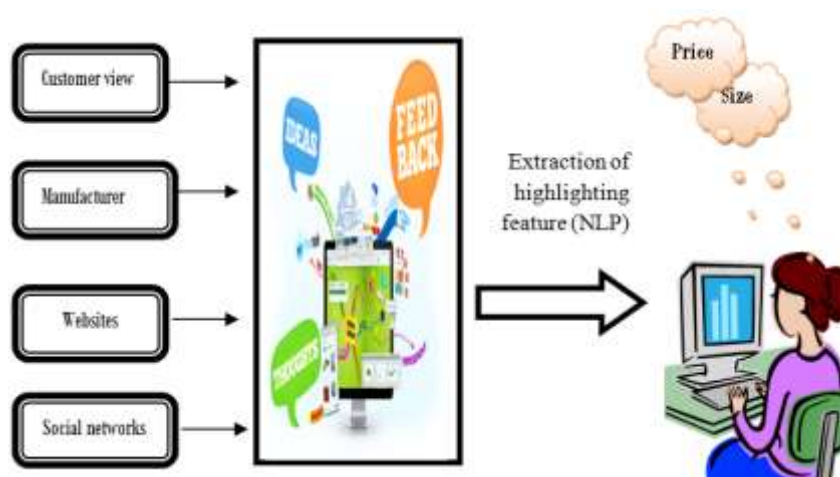 Customer view
Manufacturer
Websites
Social networks
IDEAS
FEED
BACK
THOUGHTS
Extraction of
highlighting
feature (NLP)
Price
Size